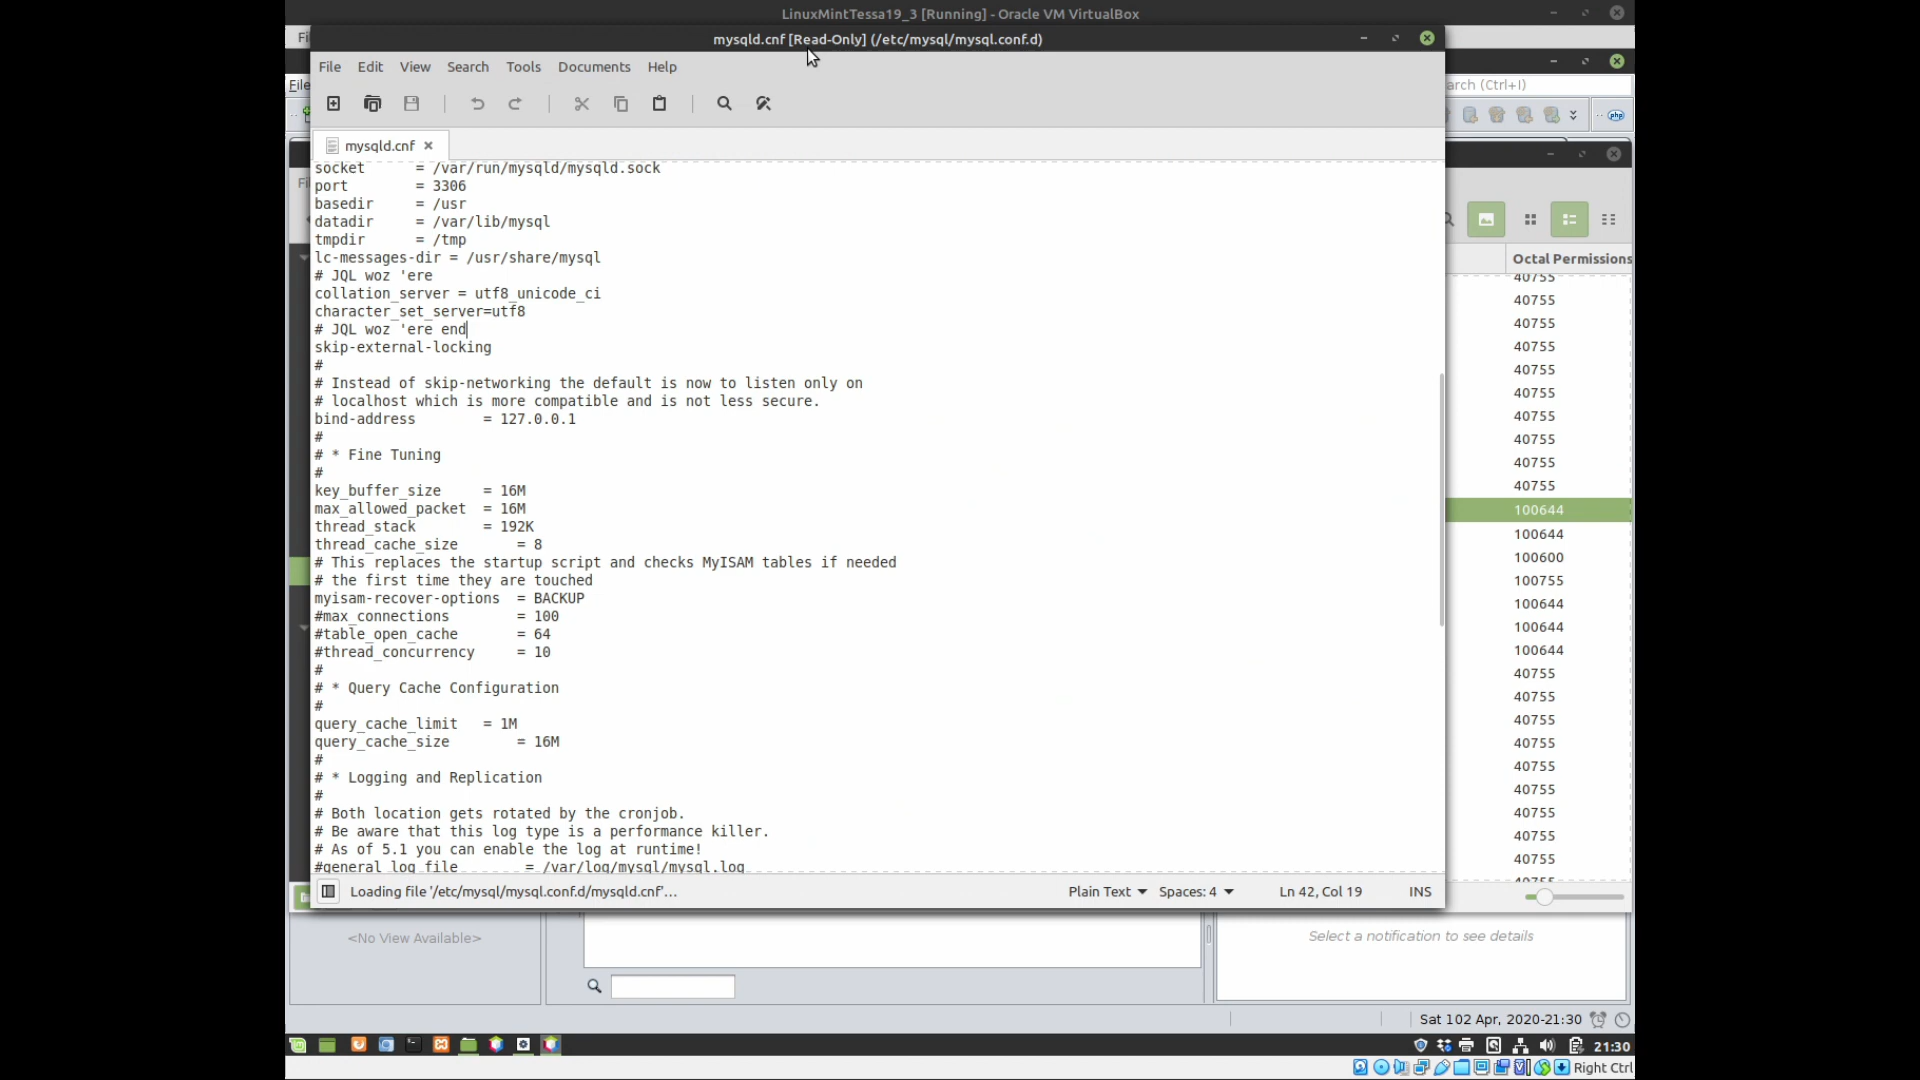 LinuxMintTessa19_3 [Running] - Oracle VM VirtualBox
mysqld.cnf [Read-Only] (/etc/mysql/mysql.conf.d)
File Edit View Search Tools Documents Help
arch (Ctrl+I)
php
mysqld.cnf
socket = /var/run/mysqld/mysqld.sock
port = 3306
basedir = /usr
datadir = /var/lib/mysql
tmpdir = /tmp
lc-messages-dir = /usr/share/mysql
# JQL woz 'ere
collation_server = utf8_unicode_ci
character_set_server=utf8
# JQL woz 'ere end
skip-external-locking
#
# Instead of skip-networking the default is now to listen only on
# localhost which is more compatible and is not less secure.
bind-address = 127.0.0.1
#
# * Fine Tuning
#
key_buffer_size = 16M
max_allowed_packet = 16M
thread_stack = 192K
thread_cache_size = 8
# This replaces the startup script and checks MyISAM tables if needed
# the first time they are touched
myisam-recover-options = BACKUP
#max_connections = 100
#table_open_cache = 64
#thread_concurrency = 10
#
# * Query Cache Configuration
#
query_cache_limit = 1M
query_cache_size = 16M
#
# * Logging and Replication
#
# Both location gets rotated by the cronjob.
# Be aware that this log type is a performance killer.
# As of 5.1 you can enable the log at runtime!
#general_log_file = /var/log/mysql/mysql.log
Loading file '/etc/mysql/mysql.conf.d/mysqld.cnf'…
Plain Text Spaces: 4 Ln 42, Col 19 INS
Octal Permissions
40755
40755
40755
40755
40755
40755
40755
40755
40755
40755
100644
100644
100600
100755
100644
100644
100644
40755
40755
40755
40755
40755
40755
40755
40755
40755
40755
<No View Available>
Select a notification to see details
Sat 102 Apr, 2020-21:30
21:30
Right Ctrl